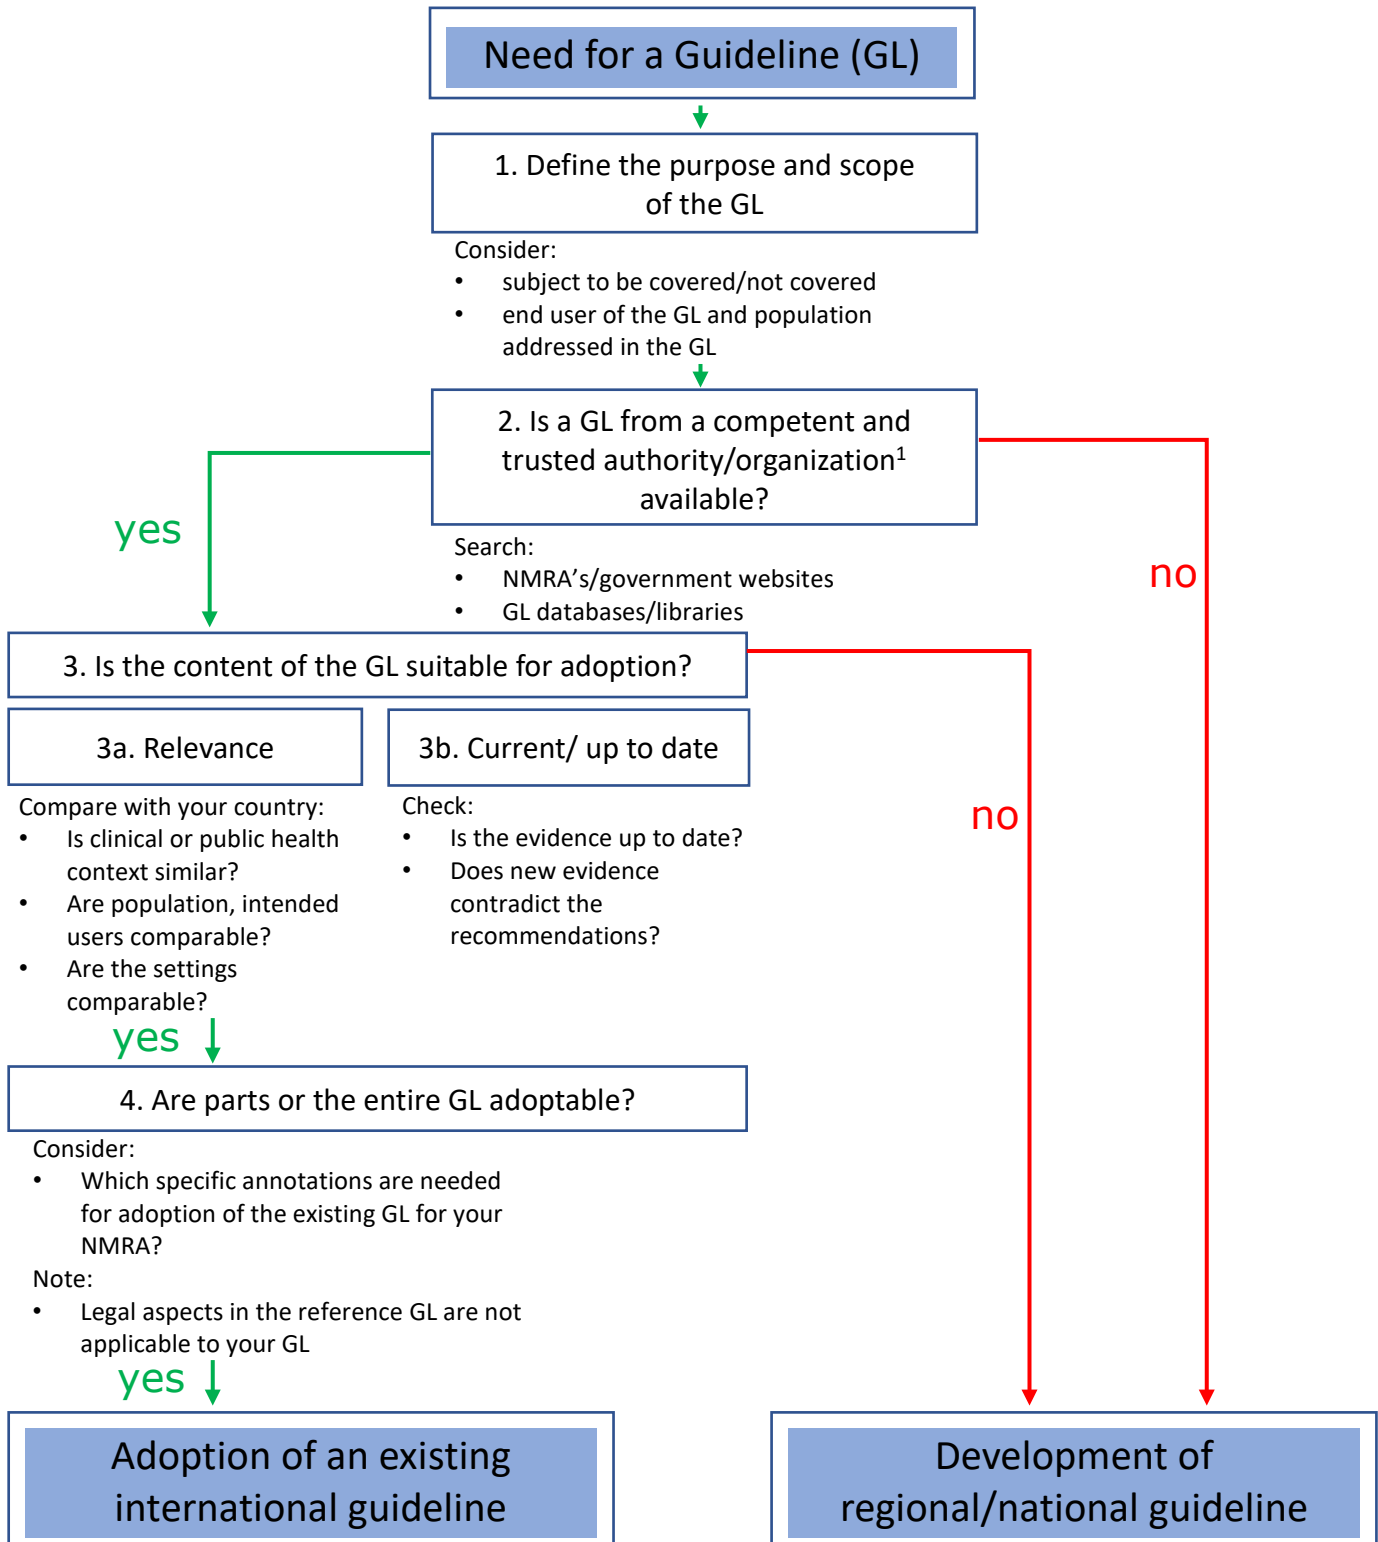 Need for a Guideline (GL)
1. Define the purpose and scope
of the GL
Consider:
• subject to be covered/not covered
• end user of the GL and population
addressed in the GL
2. Is a GL from a competent and
trusted authority/organization¹
available?
yes
no
Search:
• NMRA’s/government websites
• GL databases/libraries
3. Is the content of the GL suitable for adoption?
3a. Relevance
Compare with your country:
• Is clinical or public health
context similar?
• Are population, intended
users comparable?
• Are the settings
comparable?
3b. Current/ up to date
Check:
• Is the evidence up to date?
• Does new evidence
contradict the
recommendations?
no
yes
4. Are parts or the entire GL adoptable?
Consider:
• Which specific annotations are needed
for adoption of the existing GL for your
NMRA?
Note:
• Legal aspects in the reference GL are not
applicable to your GL
yes
Adoption of an existing
international guideline
Development of
regional/national guideline